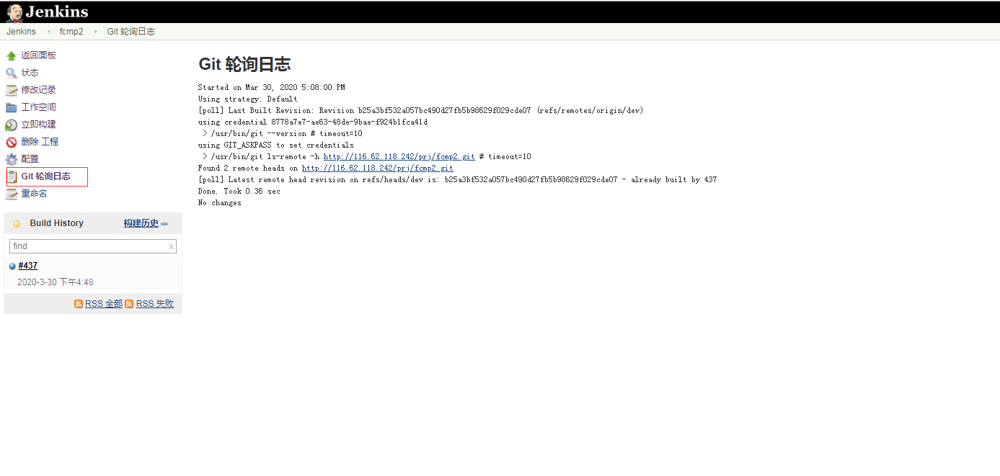 Jenkins
Jenkins fcmp2 Git 轮询日志
返回面板
状态
修改记录
工作空间
立即构建
删除 工程
配置
Git 轮询日志
重命名
Build History 构建历史
find x
#437
2020-3-30 下午4:48
RSS 全部 RSS 失败
Git 轮询日志
Started on Mar 30, 2020 5:08:00 PM
Using strategy: Default
[poll] Last Built Revision: Revision b25a3bf532a057bc490d27fb5b98629f029cde07 (refs/remotes/origin/dev)
using credential 8778a7e7-ae63-48de-9bae-f924b1fca41d
> /usr/bin/git --version # timeout=10
using GIT_ASKPASS to set credentials
> /usr/bin/git ls-remote -h http://116.62.118.242/prj/fcmp2.git # timeout=10
Found 2 remote heads on http://116.62.118.242/prj/fcmp2.git
[poll] Latest remote head revision on refs/heads/dev is: b25a3bf532a057bc490d27fb5b98629f029cde07 - already built by 437
Done. Took 0.36 sec
No changes